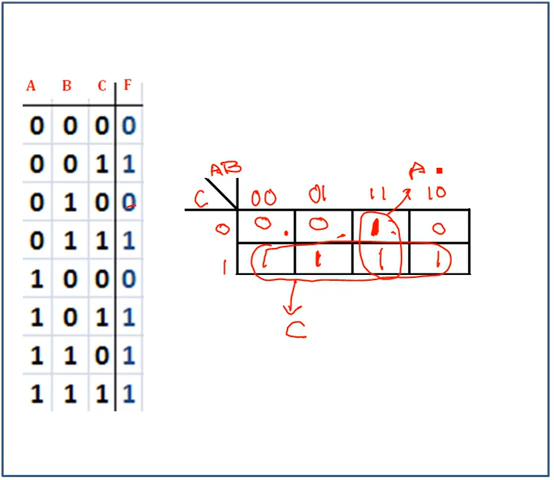 A B C F
0 0 0 0
0 0 1 1
0 1 0 0
0 1 1 1
1 0 0 0
1 0 1 1
1 1 0 1
1 1 1 1
AB A.
C 00 01 11 10
0 0 0 1 0
1 1 1 1 1
C